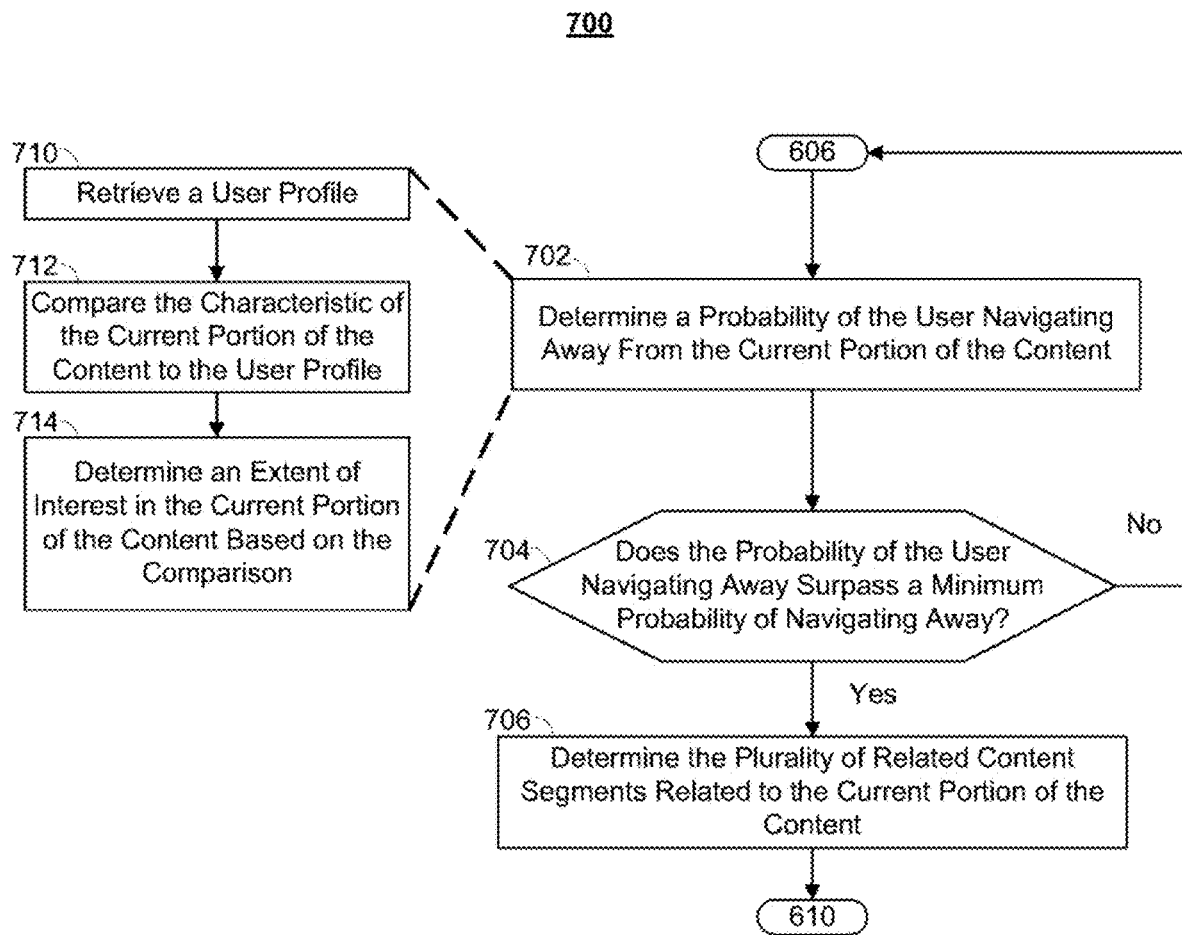 700
710
Retrieve a User Profile
712
Compare the Characteristic of
the Current Portion of the
Content to the User Profile
714
Determine an Extent of
Interest in the Current Portion
of the Content Based on the
Comparison
606
702
Determine a Probability of the User Navigating
Away From the Current Portion of the Content
704
Does the Probability of the User
Navigating Away Surpass a Minimum
Probability of Navigating Away?
No
Yes
706
Determine the Plurality of Related Content
Segments Related to the Current Portion of the
Content
610